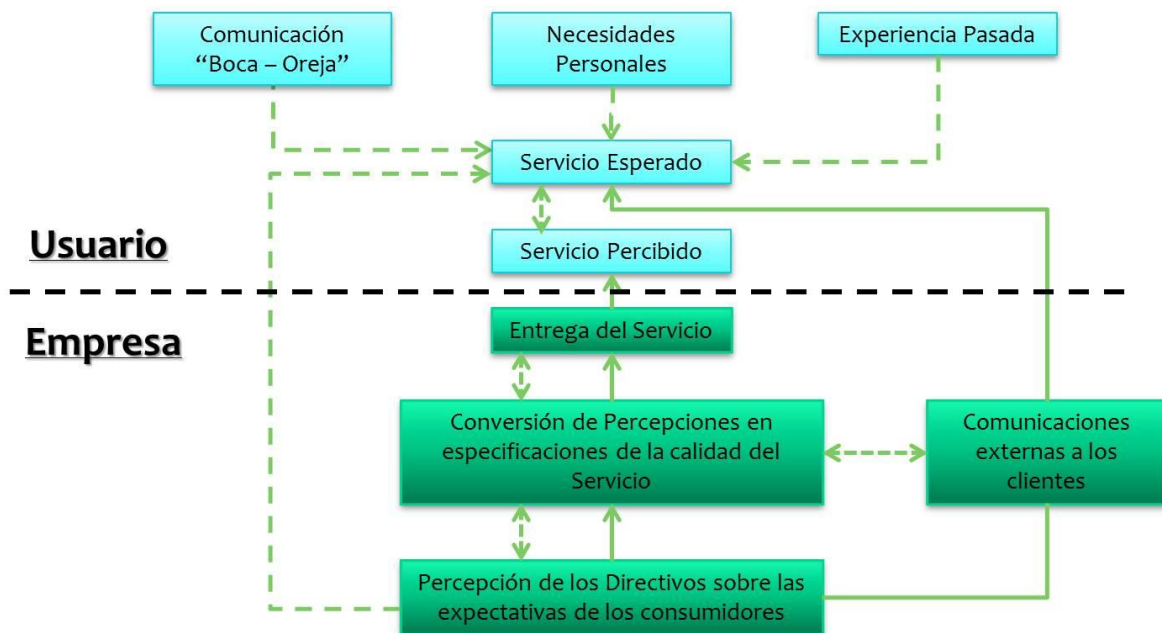 Comunicación
“Boca – Oreja”
Necesidades
Personales
Experiencia Pasada
Servicio Esperado
Usuario
Servicio Percibido
Empresa
Entrega del Servicio
Conversión de Percepciones en
especificaciones de la calidad del
Servicio
Comunicaciones
externas a los
clientes
Percepción de los Directivos sobre las
expectativas de los consumidores